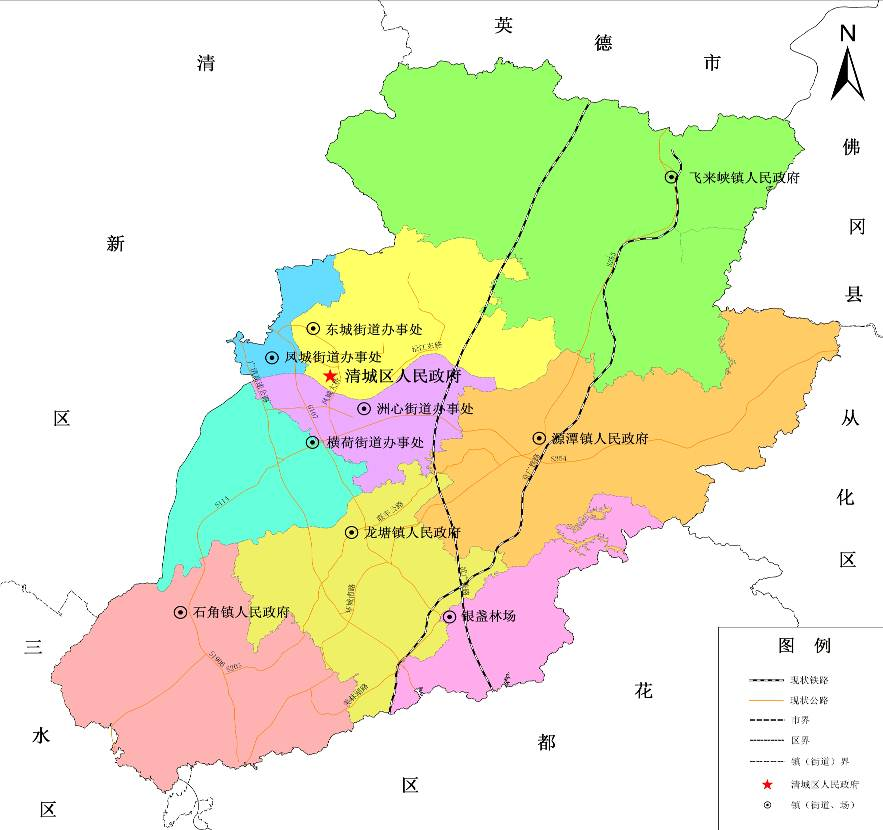 英德市
清新区
N
佛冈县
飞来峡镇人民政府
S253
东城街道办事处
凤城街道办事处
清城区人民政府
洲心街道办事处
G107
横荷街道办事处
源潭镇人民政府
S354
从化区
S114
龙塘镇人民政府
石角镇人民政府
银盏林场
三水区
花都区
图 例
现状铁路
现状公路
市界
区界
镇（街道）界
清城区人民政府
镇（街道、场）